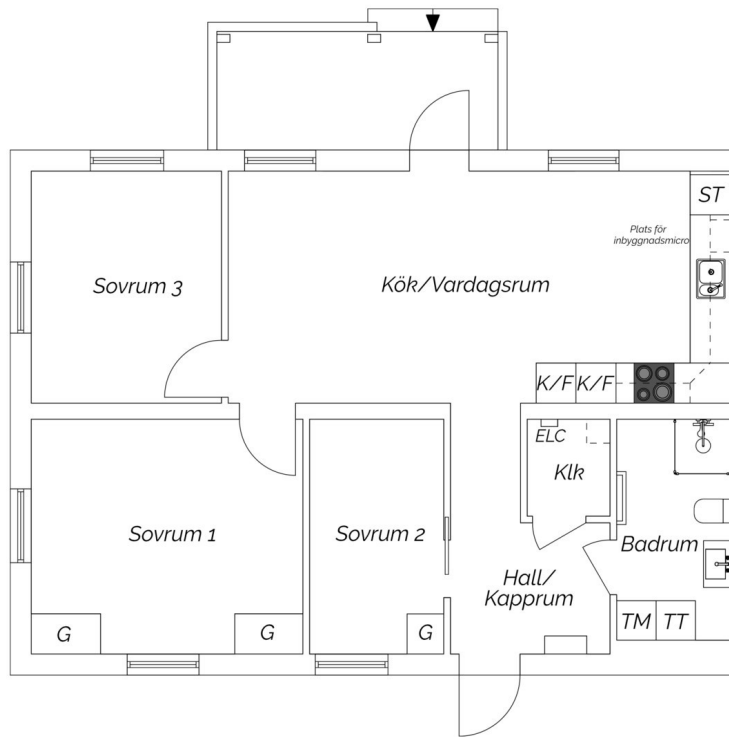 ST
Plats för
inbyggnadsmicro
Sovrum 3
Kök/Vardagsrum
K/F K/F
ELC
Klk
Sovrum 1
Sovrum 2
Badrum
Hall/
Kapprum
G
G
G
TM
TT